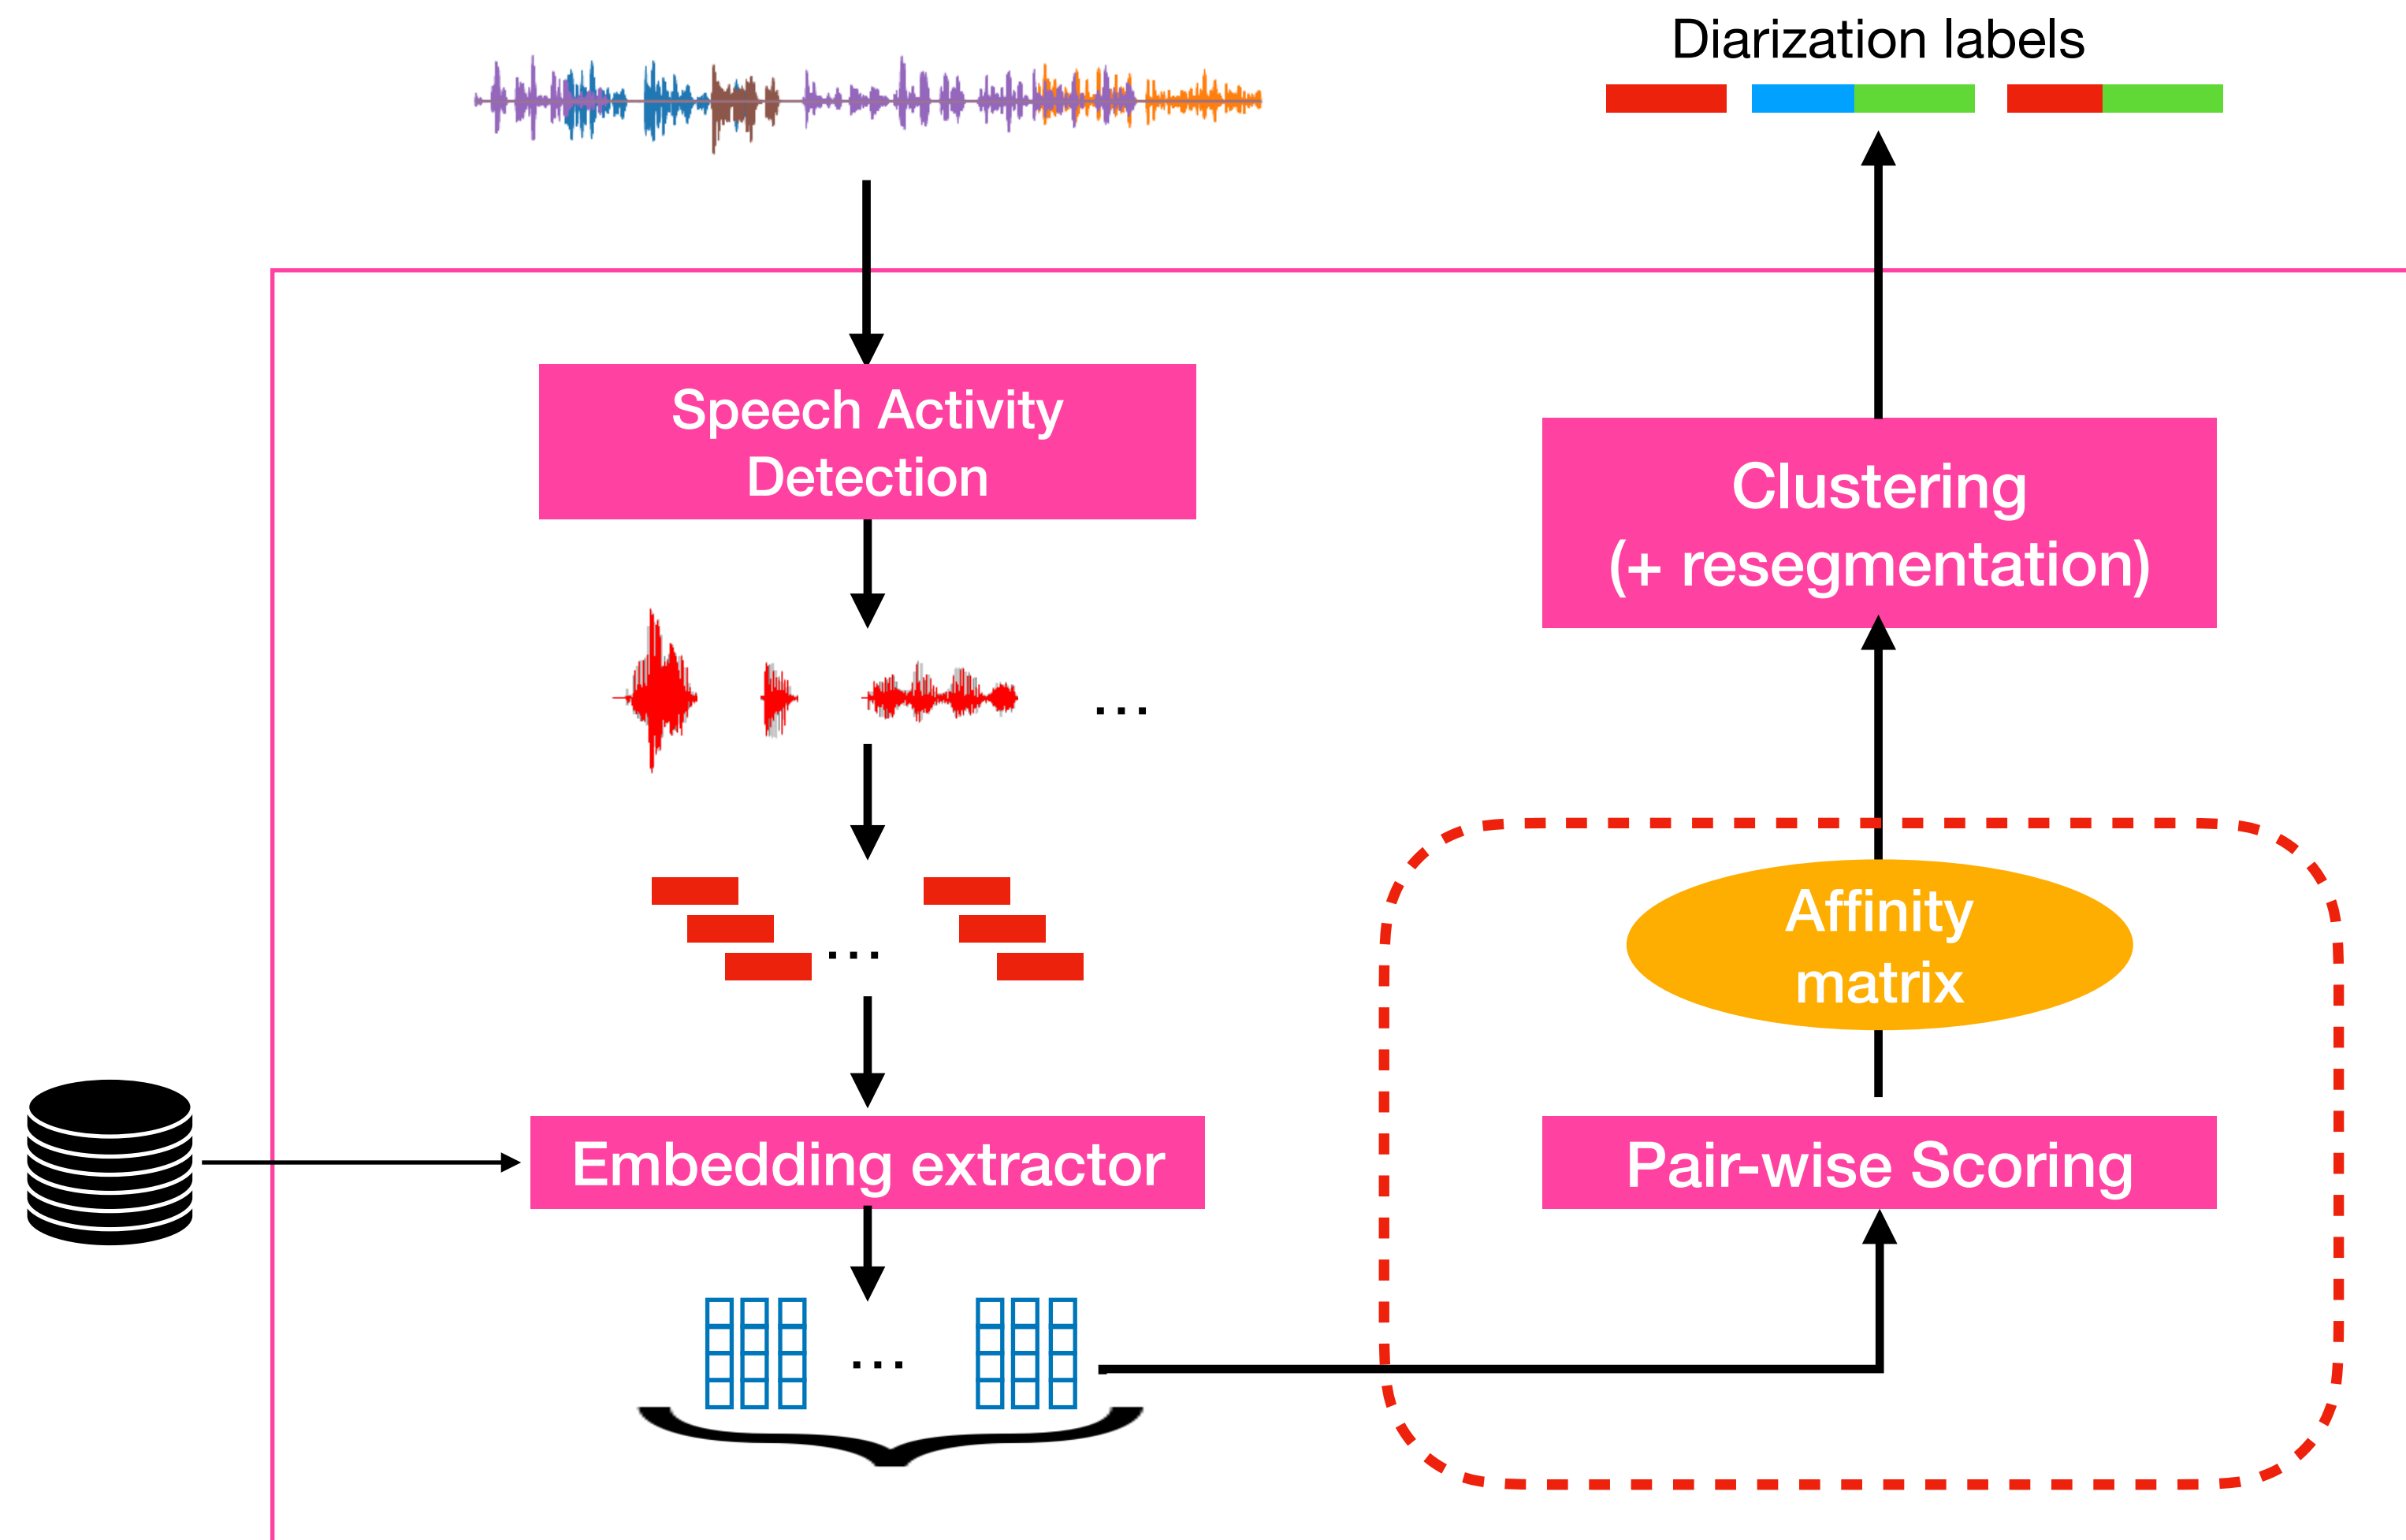 Diarization labels
Speech Activity
Detection
...
...
Embedding extractor
...
Clustering
(+ resegmentation)
Affinity
matrix
Pair-wise Scoring